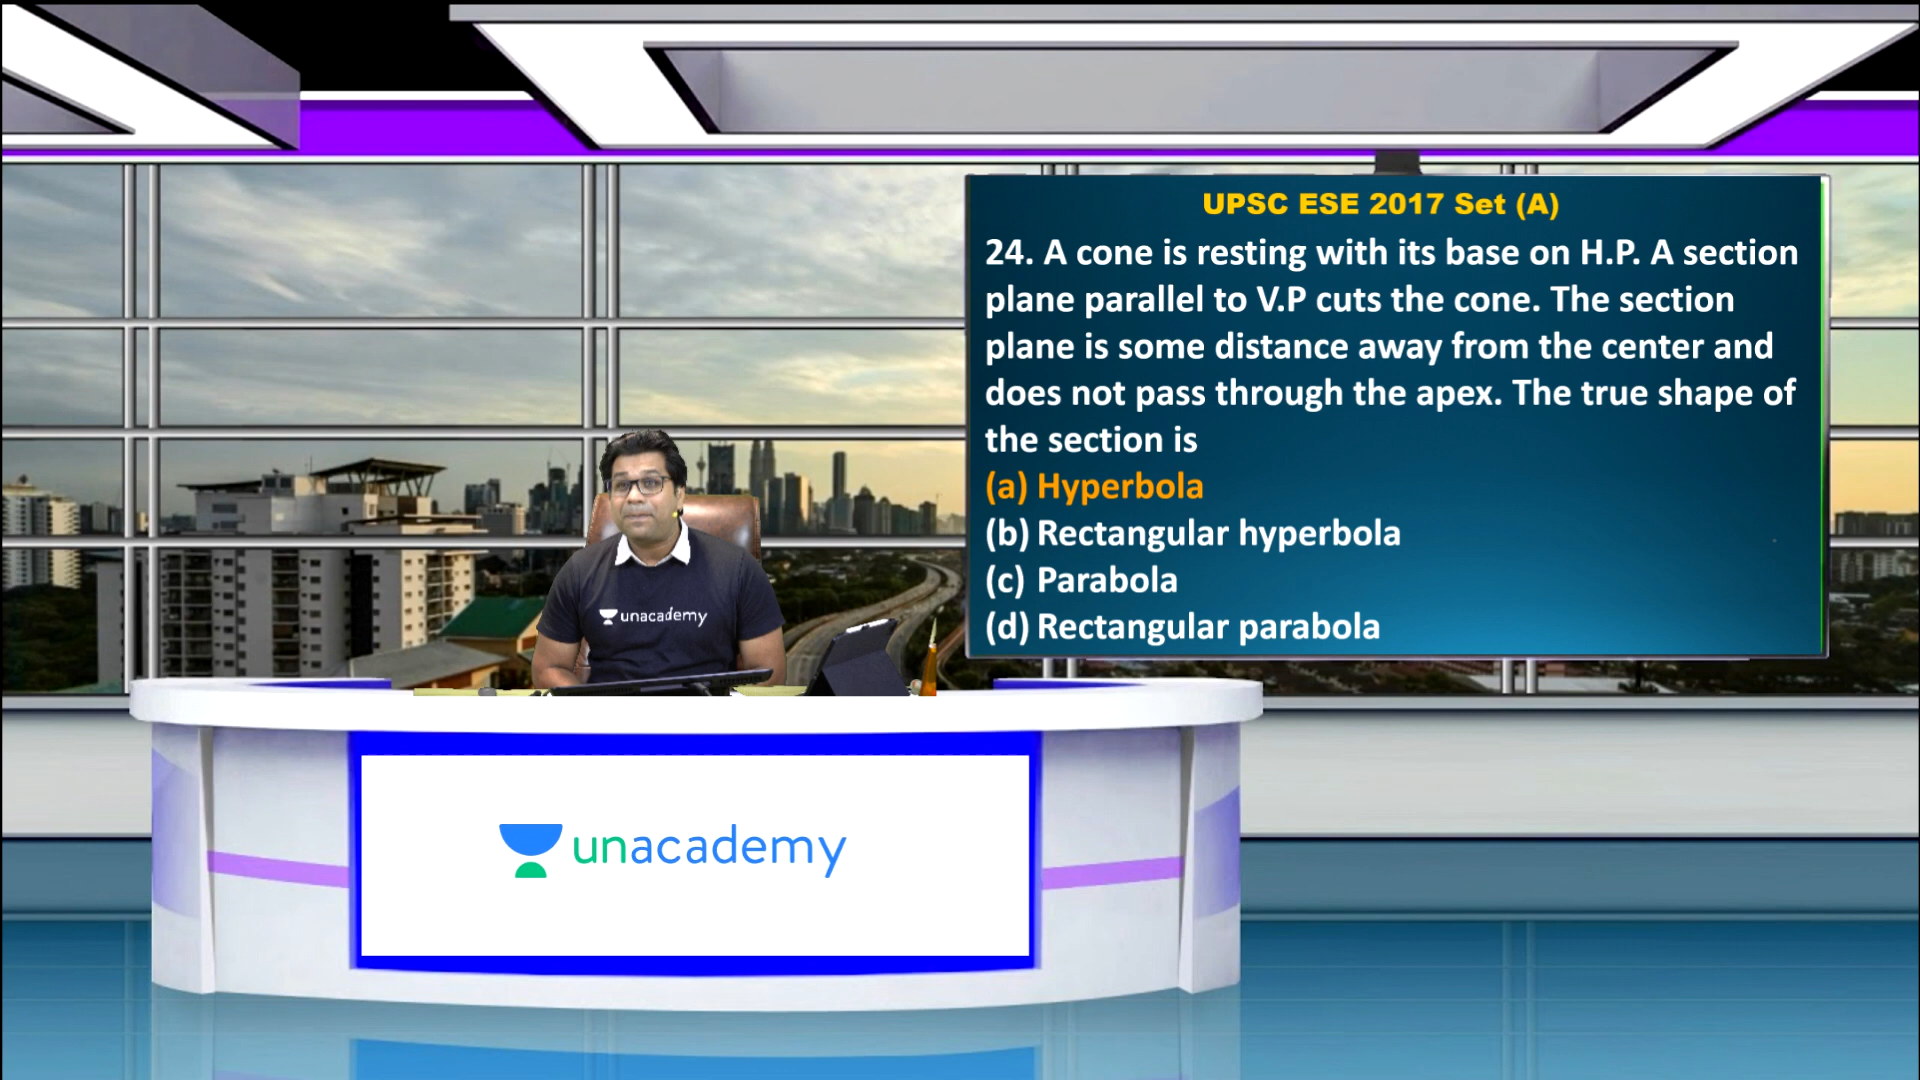 UPSC ESE 2017 Set (A)
24. A cone is resting with its base on H.P. A section
plane parallel to V.P cuts the cone. The section
plane is some distance away from the center and
does not pass through the apex. The true shape of
the section is
(a) Hyperbola
(b) Rectangular hyperbola
(c) Parabola
(d) Rectangular parabola
unacademy
unacademy